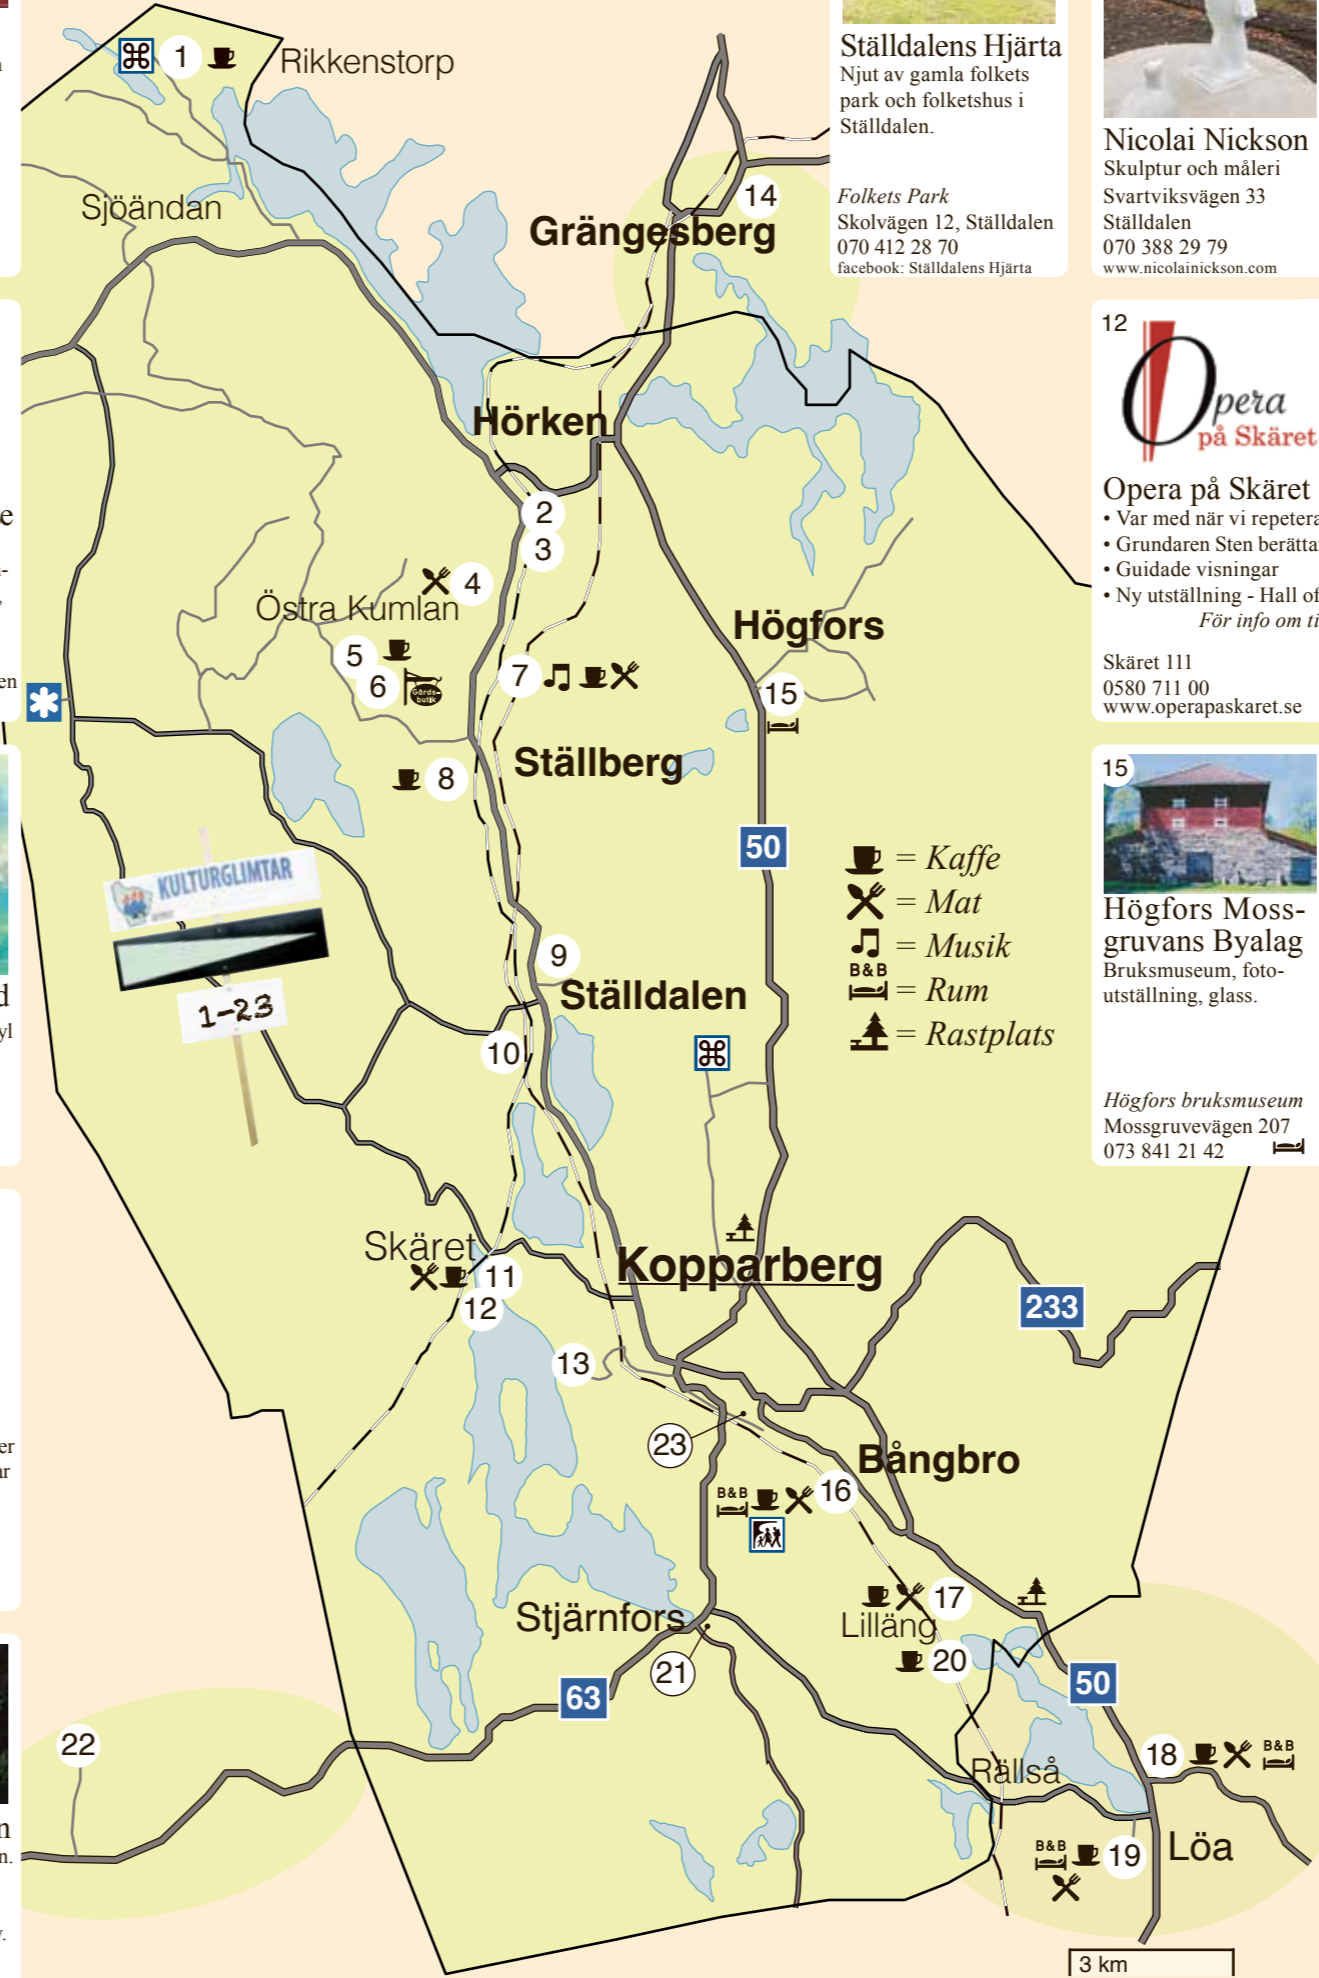 Ställdalens Hjärta
Njut av gamla folkets
park och folketshus i
Ställdalen.
Folkets Park
Skolvägen 12, Ställdalen
070 412 28 70
facebook: Ställdalens Hjärta
Nicolai Nickson
Skulptur och måleri
Svartviksvägen 33
Ställdalen
070 388 29 79
www.nicolainickson.com
12
Opera
på Skäret
Opera på Skäret
• Var med när vi repetera
• Grundaren Sten berätta
• Guidade visningar
• Ny utställning - Hall of
För info om ti
Skäret 111
0580 711 00
www.operapaskaret.se
15
Högfors Moss-
gruvans Byalag
Bruksmuseum, foto-
utställning, glass.
Högfors bruksmuseum
Mossgruvevägen 207
073 841 21 42
1
Rikkenstorp
Sjöändan
14
Grängesberg
Hörken
2
3
4
Östra Kumlan
5
6
Gårds-
butik
7
Högfors
15
Ställberg
8
50
= Kaffe
= Mat
= Musik
B&B
= Rum
= Rastplats
KULTURGLIMTAR
1-23
9
Ställdalen
10
Skäret
11
12
Kopparberg
233
13
23
Bångbro
B&B
16
17
Lilläng
20
Stjärnfors
21
63
50
22
18
B&B
Rällså
B&B
19
Löa
3 km
e
en
d
yl
er
ar
n
n.